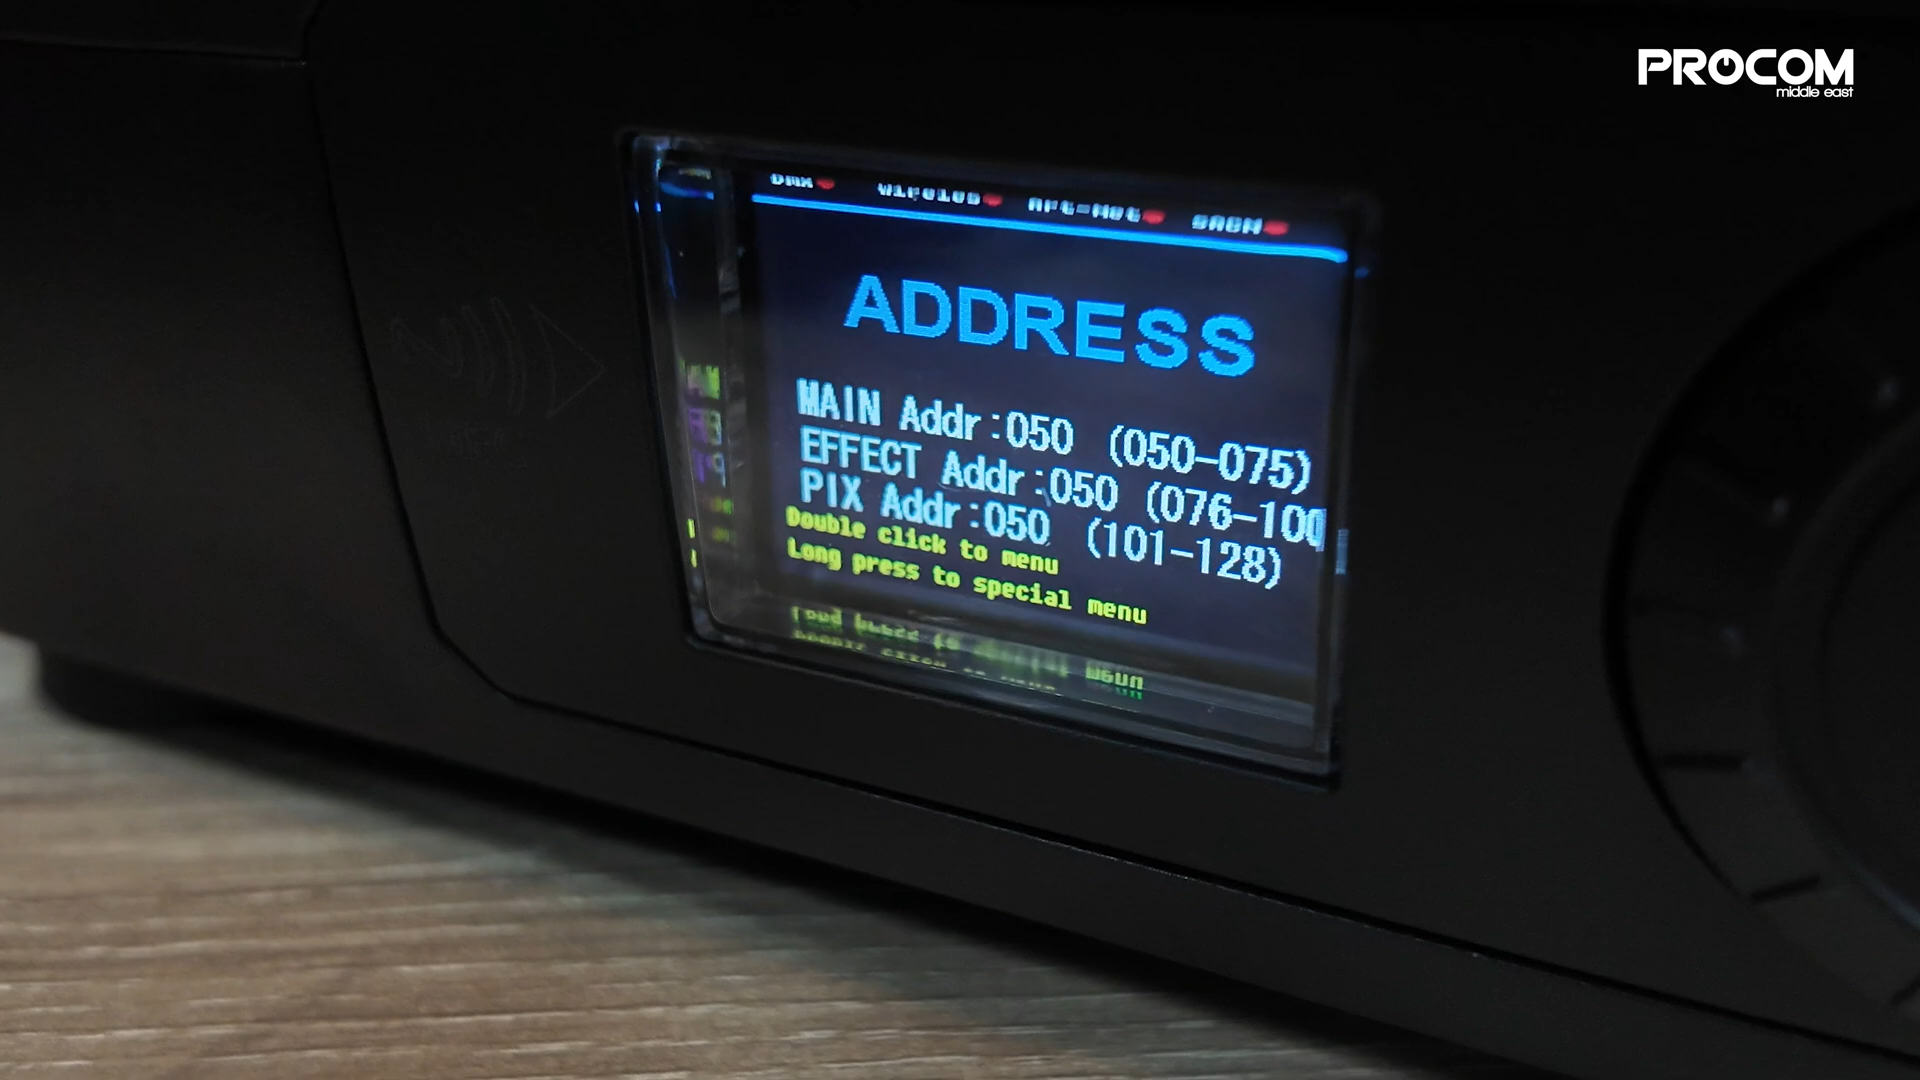 PROCOM
middle east
DMX Wireles Art-Net sACN
ADDRESS
MAIN Addr:050 (050-075)
EFFECT Addr:050 (076-100
PIX Addr:050 (101-128)
Double click to menu
Long press to special menu